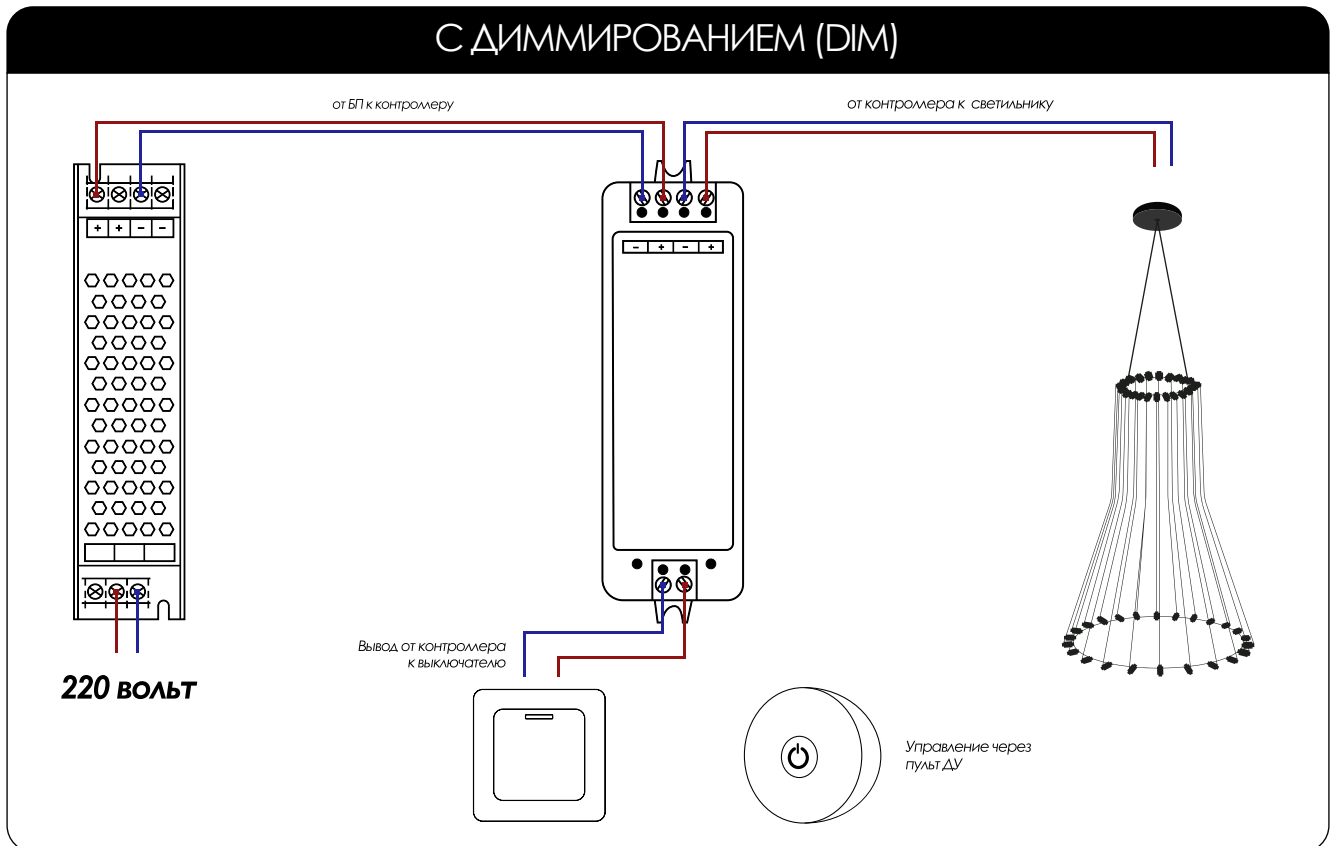 С ДИММИРОВАНИЕМ (DIM)
от БП к контроллеру
от контроллера к светильнику
+ + - -
- + - +
Вывод от контроллера
к выключателю
220 вольт
Управление через
пульт ДУ